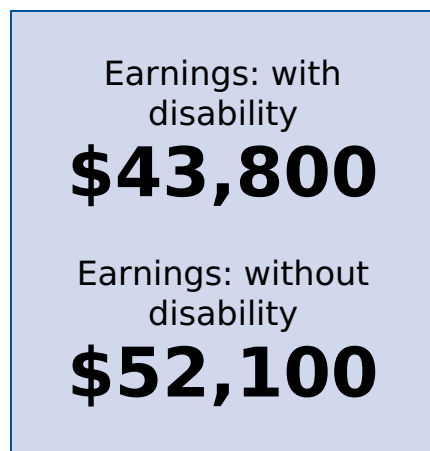 Earnings: with
disability
$43,800
Earnings: without
disability
$52,100